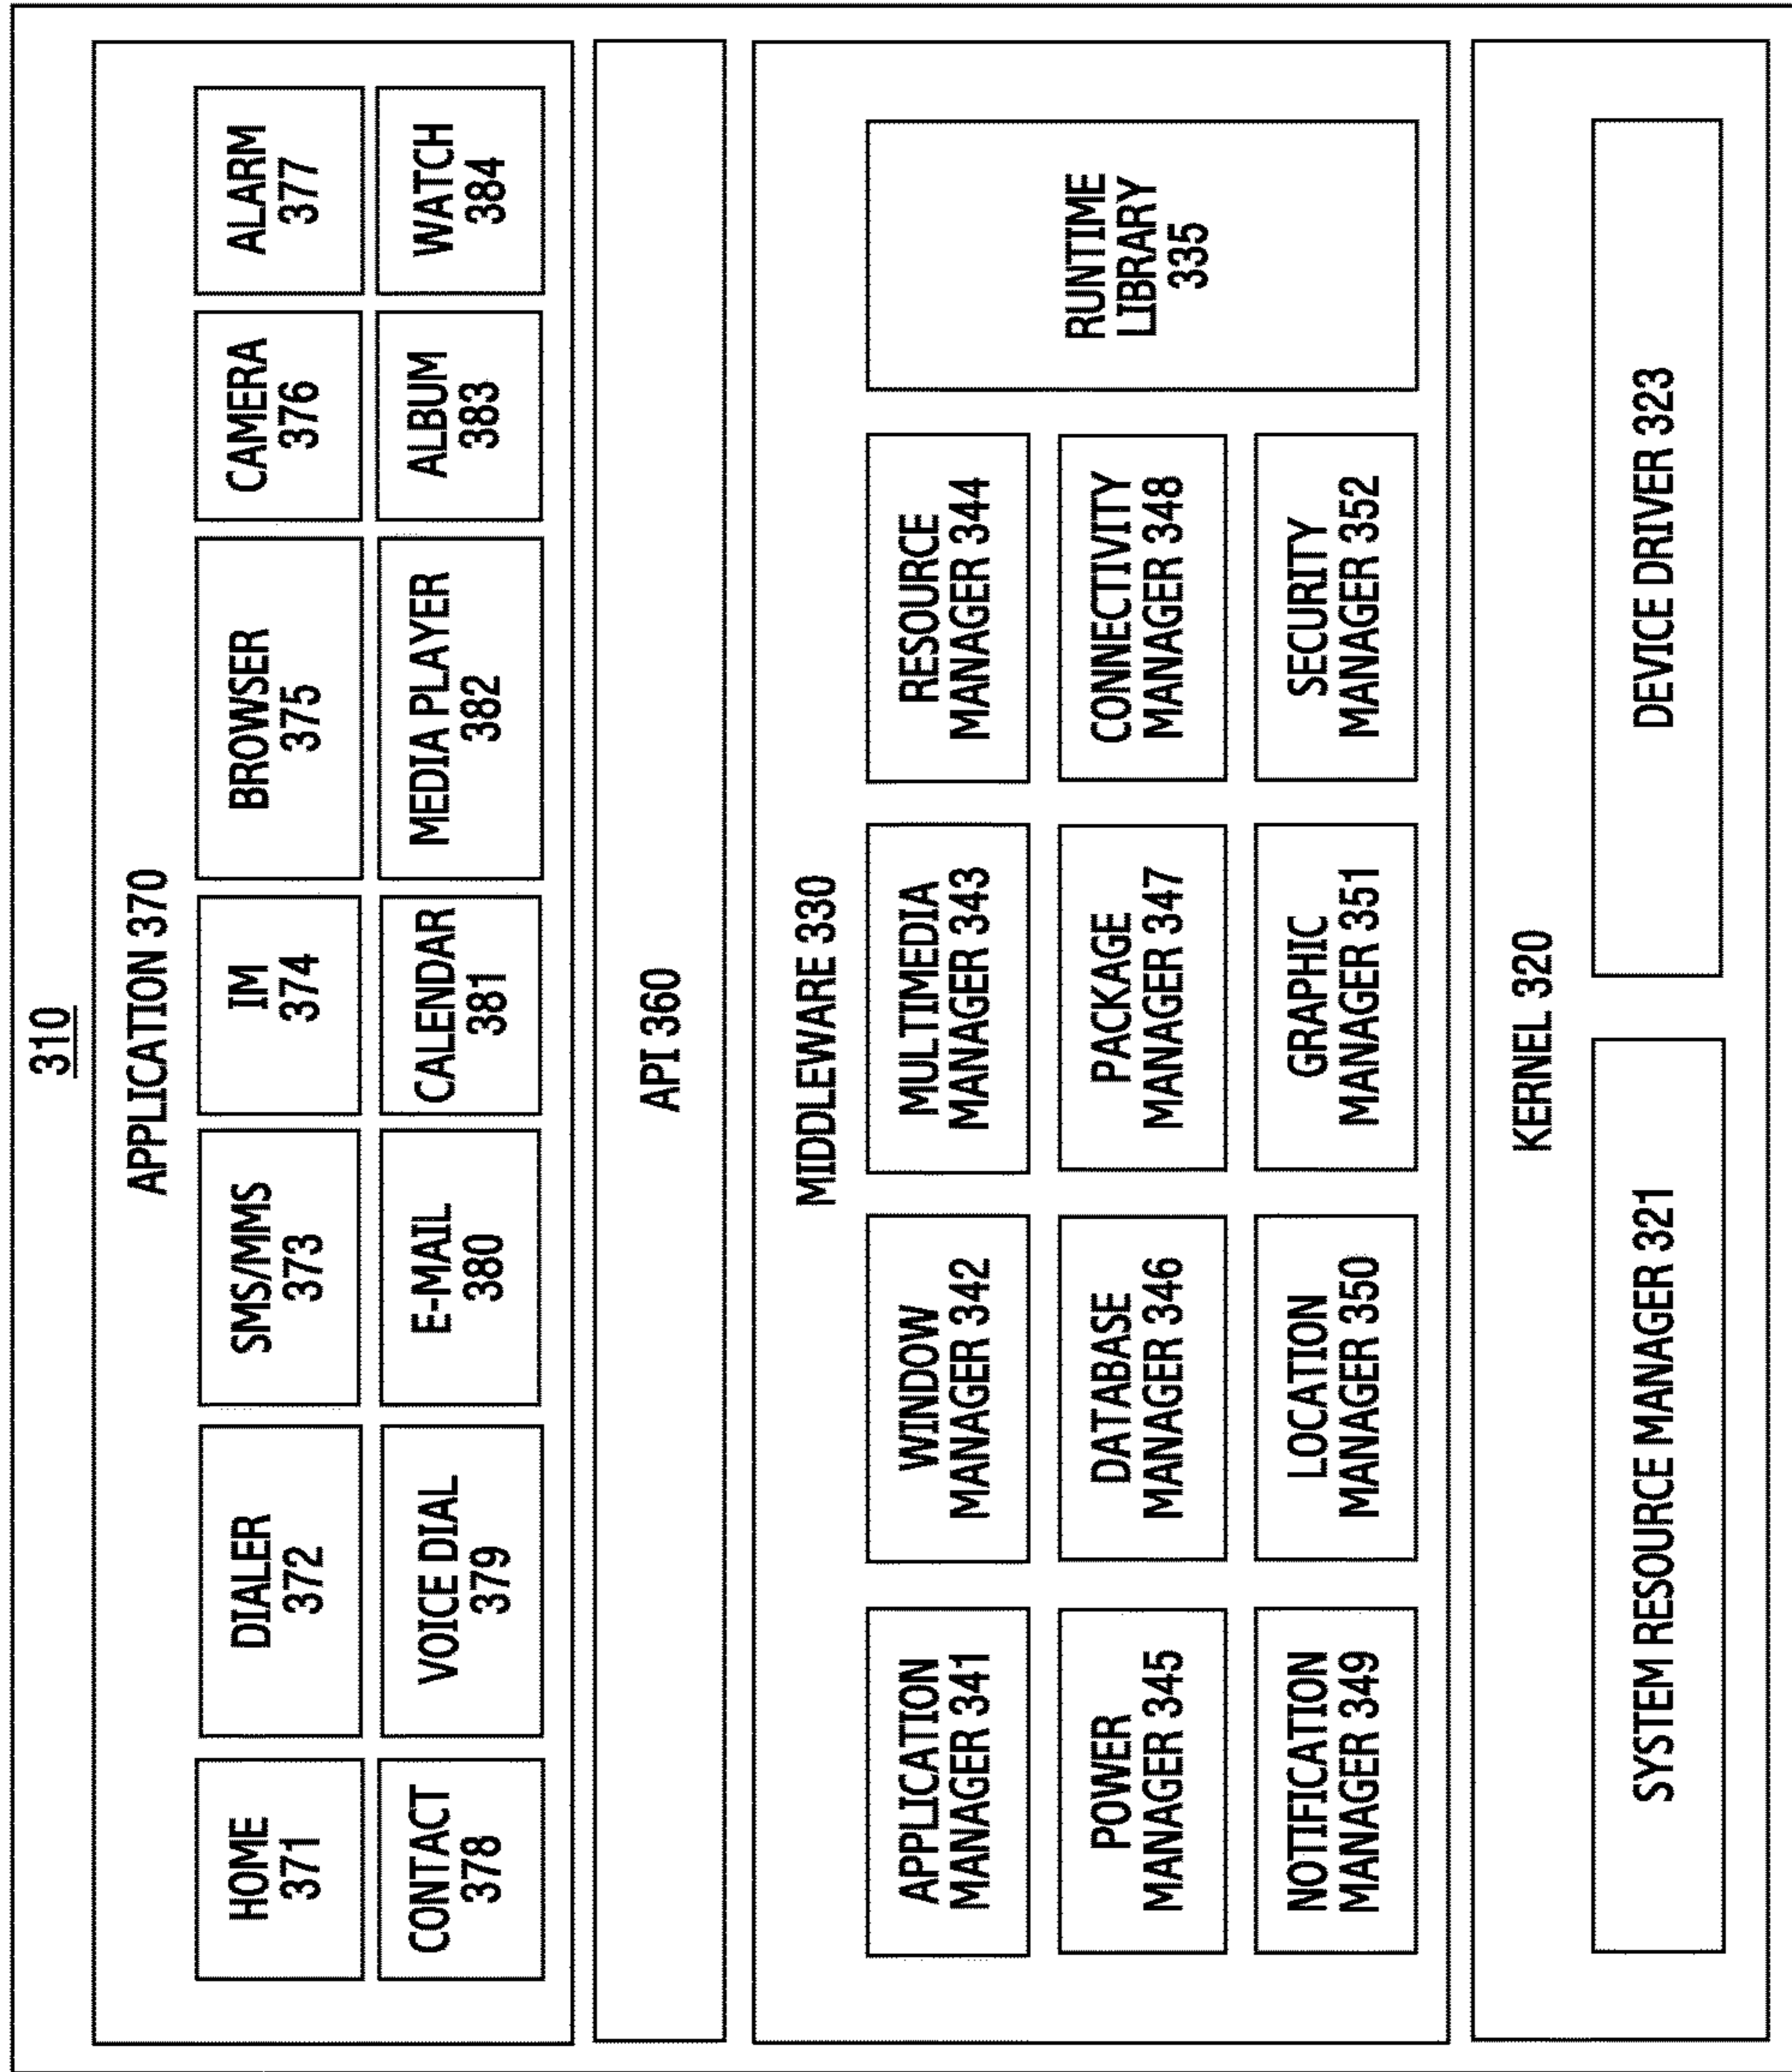 310
APPLICATION 370
HOME
371
DIALER
372
SMS/MMS
373
IM
374
BROWSER
375
CAMERA
376
ALARM
377
CONTACT
378
VOICE DIAL
379
E-MAIL
380
CALENDAR
381
MEDIA PLAYER
382
ALBUM
383
WATCH
384
API 360
MIDDLEWARE 330
APPLICATION
MANAGER 341
WINDOW
MANAGER 342
MULTIMEDIA
MANAGER 343
RESOURCE
MANAGER 344
POWER
MANAGER 345
DATABASE
MANAGER 346
PACKAGE
MANAGER 347
CONNECTIVITY
MANAGER 348
NOTIFICATION
MANAGER 349
LOCATION
MANAGER 350
GRAPHIC
MANAGER 351
SECURITY
MANAGER 352
RUNTIME
LIBRARY
335
KERNEL 320
SYSTEM RESOURCE MANAGER 321
DEVICE DRIVER 323